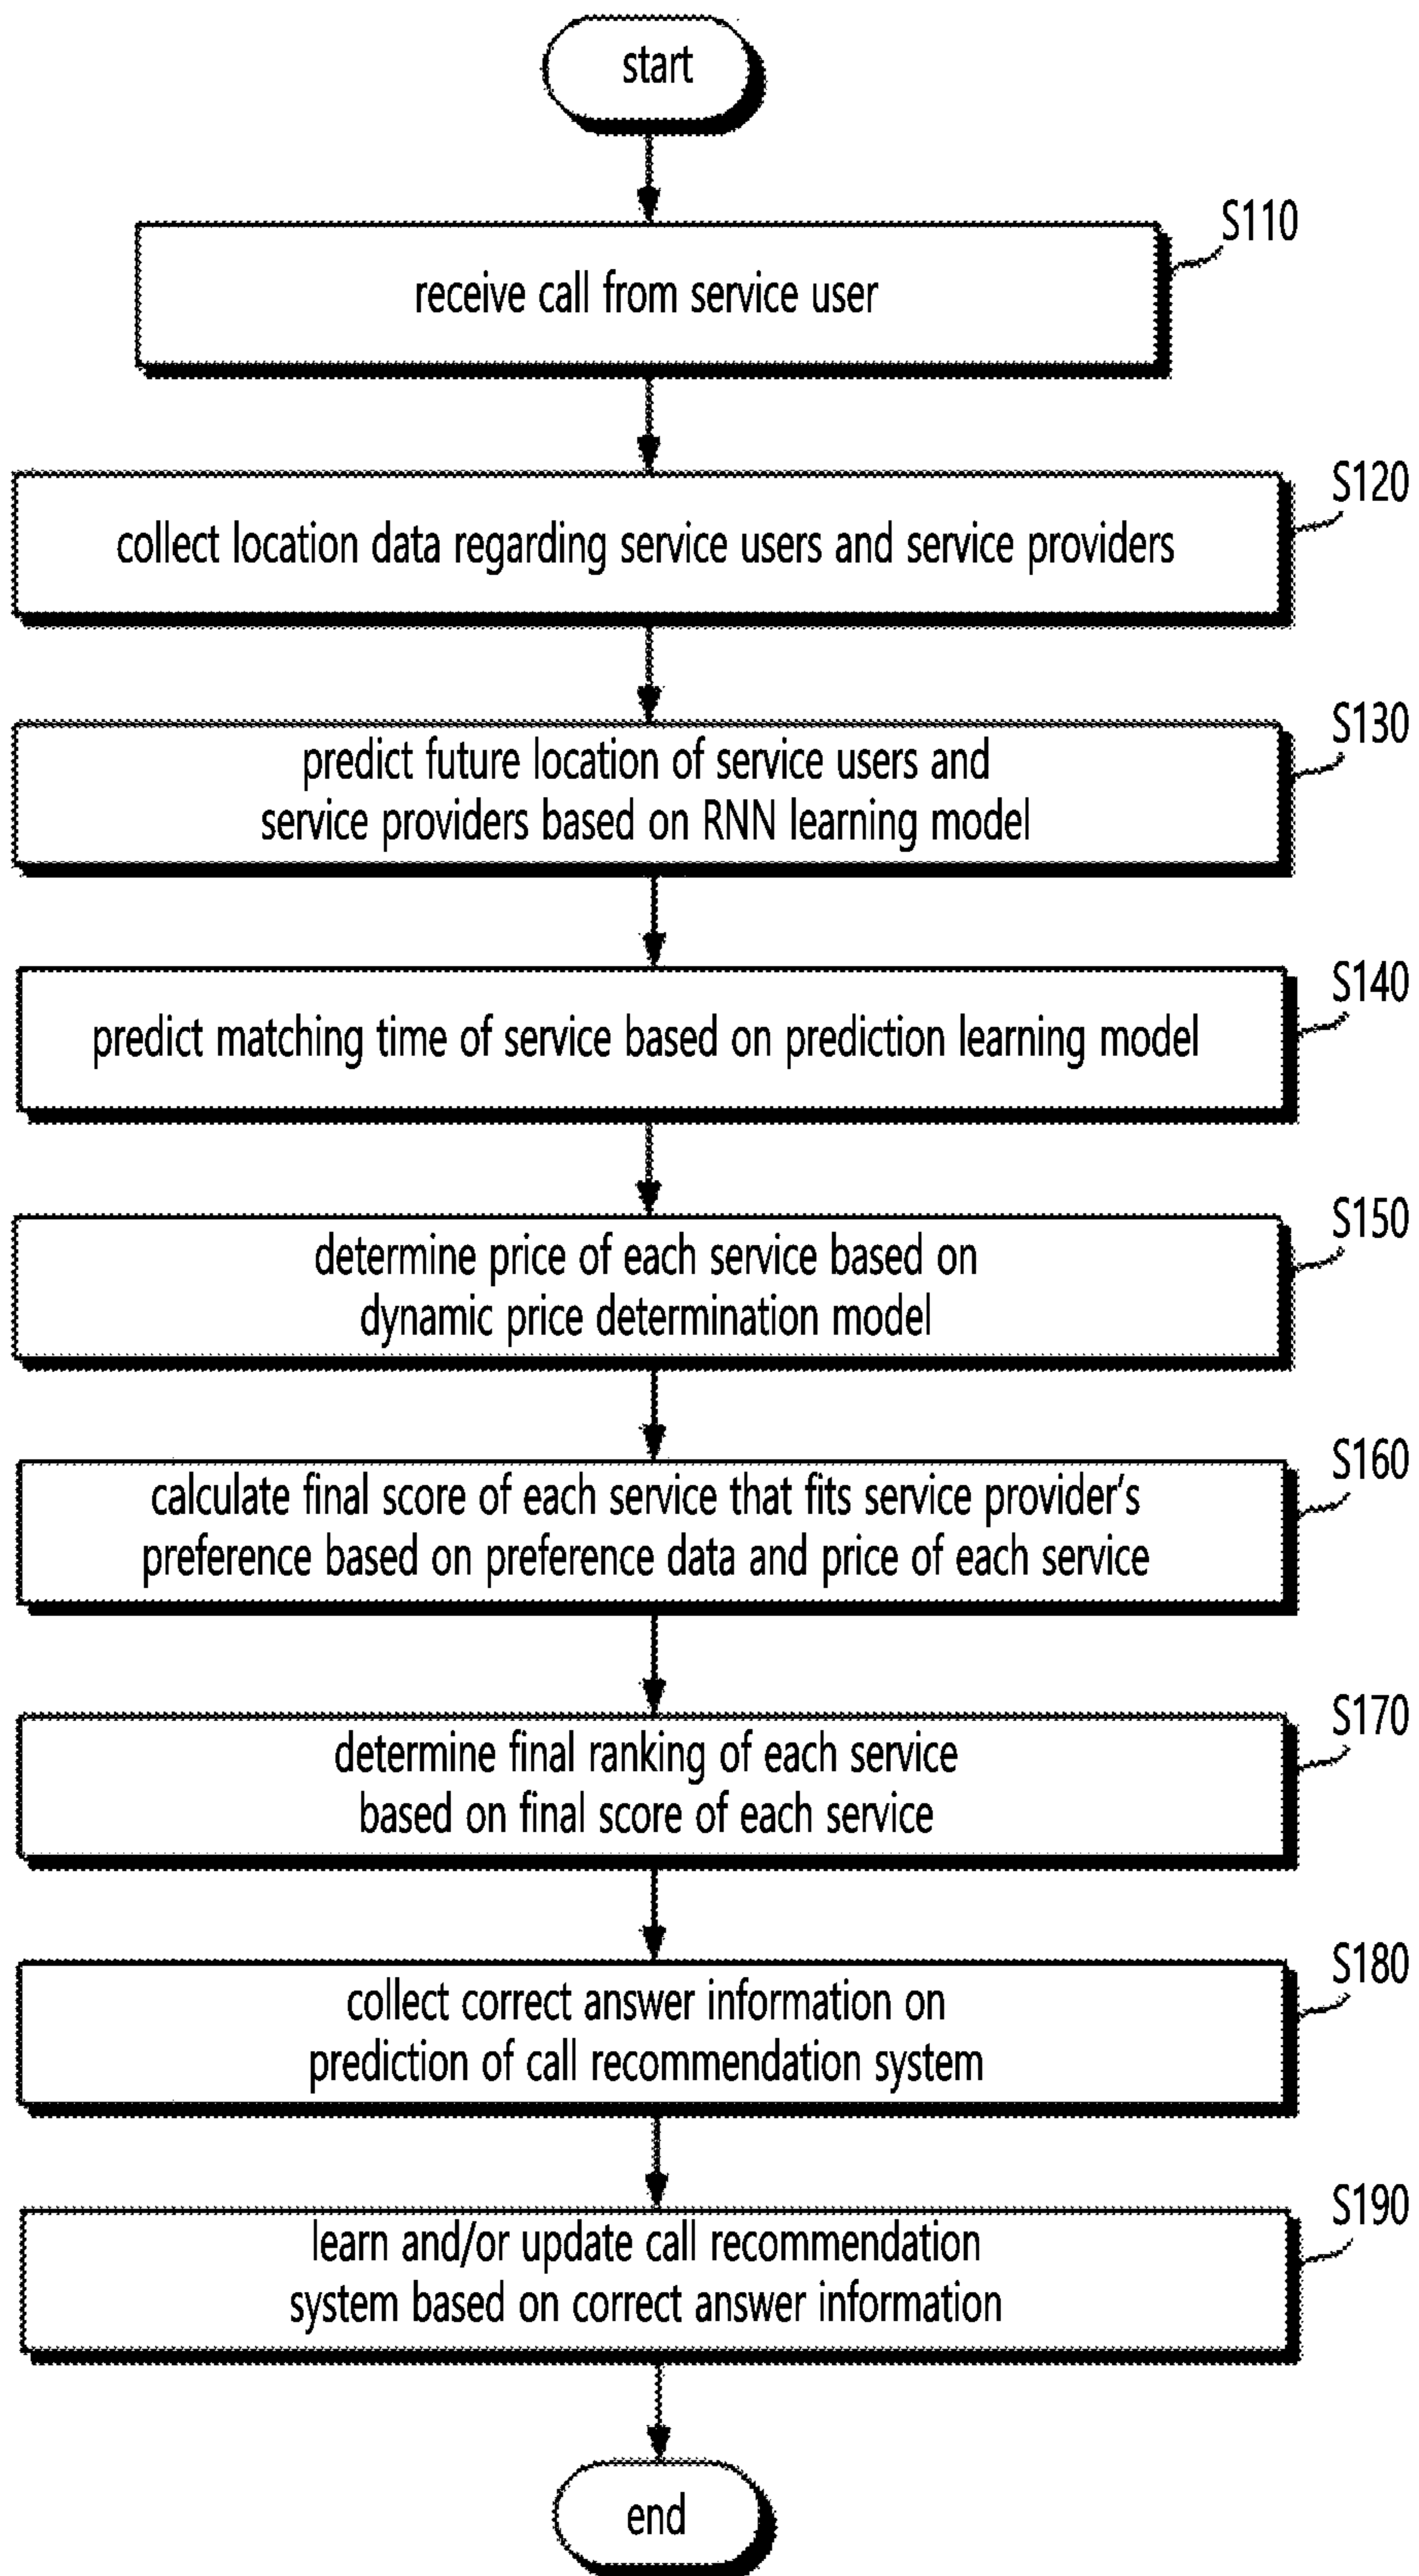 start
S110
receive call from service user
S120
collect location data regarding service users and service providers
S130
predict future location of service users and
service providers based on RNN learning model
S140
predict matching time of service based on prediction learning model
S150
determine price of each service based on
dynamic price determination model
S160
calculate final score of each service that fits service provider's
preference based on preference data and price of each service
S170
determine final ranking of each service
based on final score of each service
S180
collect correct answer information on
prediction of call recommendation system
S190
learn and/or update call recommendation
system based on correct answer information
end